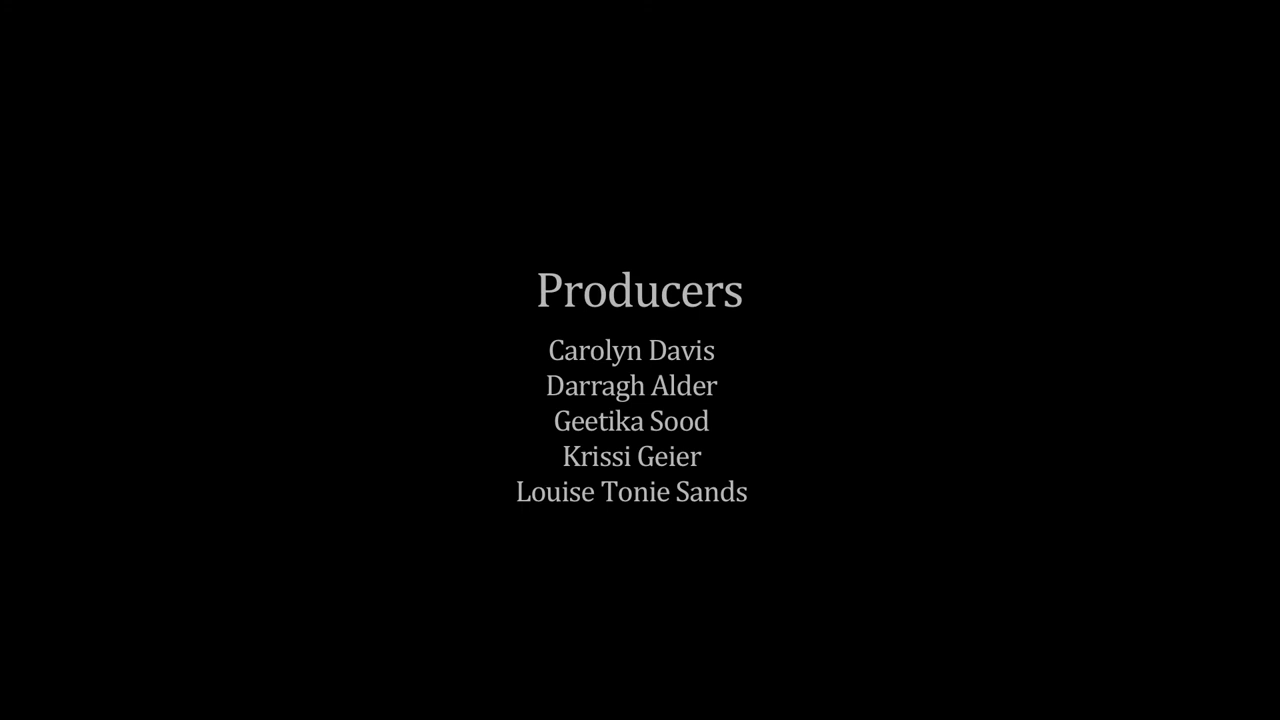 Producers
Carolyn Davis
Darragh Alder
Geetika Sood
Krissi Geier
Louise Tonie Sands